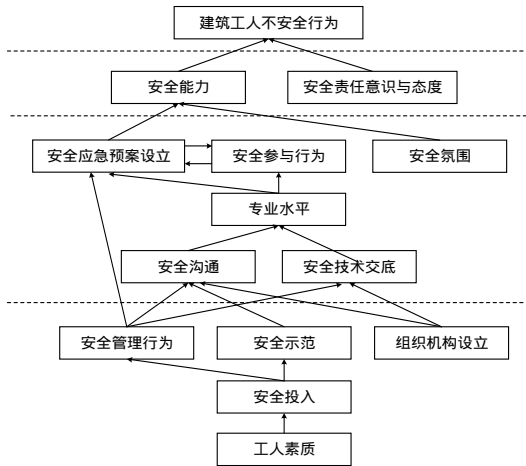 建筑工人不安全行为
安全能力
安全责任意识与态度
安全应急预案设立
安全参与行为
安全氛围
专业水平
安全沟通
安全技术交底
安全管理行为
安全示范
组织机构设立
安全投入
工人素质